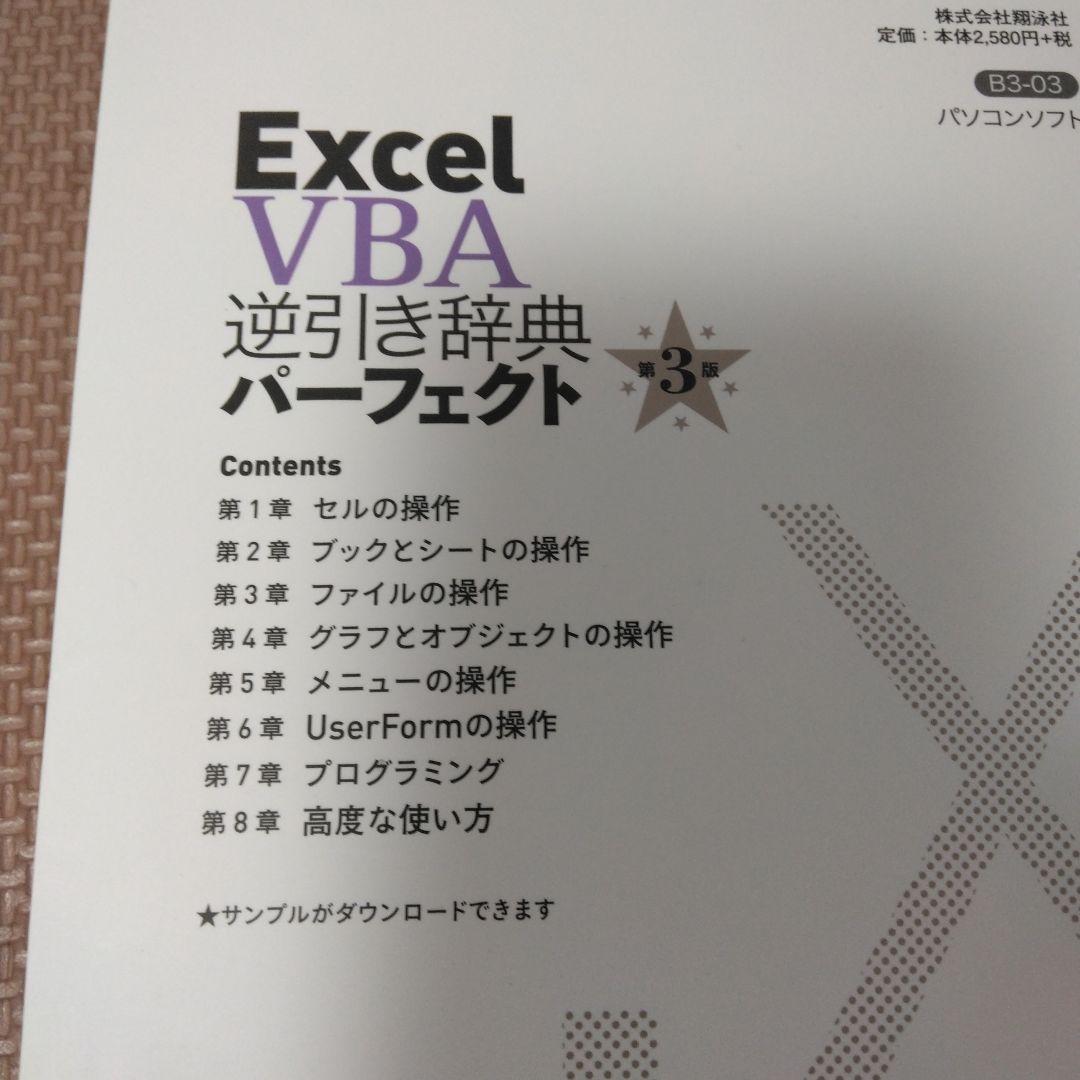 株式会社翔泳社
定価：本体2,580円+税
B3-03
パソコンソフト
Excel
VBA
逆引き辞典
パーフェクト
第3版
Contents
第1章 セルの操作
第2章 ブックとシートの操作
第3章 ファイルの操作
第4章 グラフとオブジェクトの操作
第5章 メニューの操作
第6章 UserFormの操作
第7章 プログラミング
第8章 高度な使い方
★サンプルがダウンロードできます